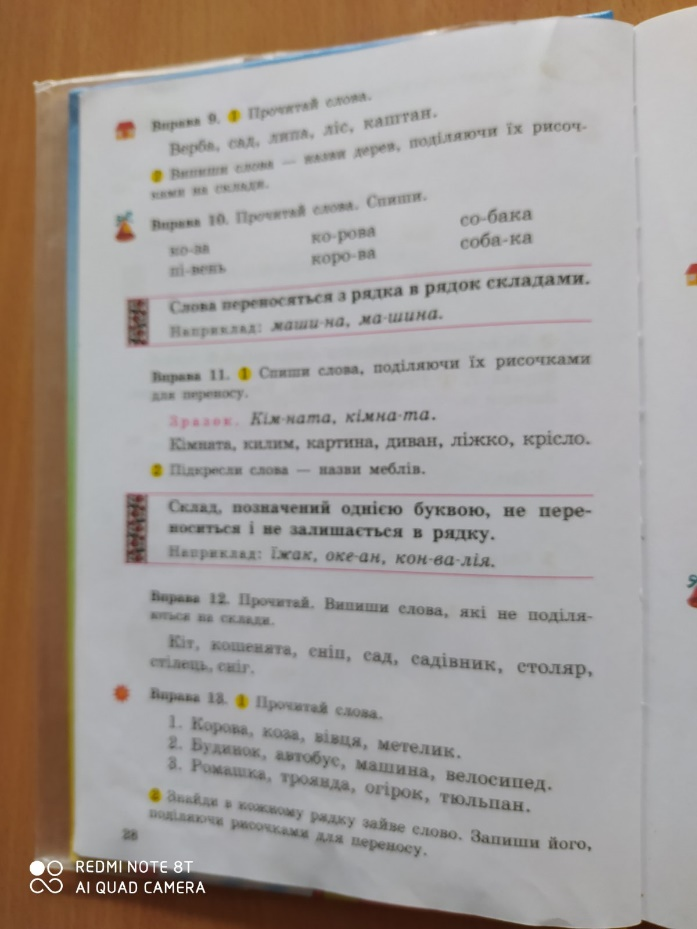 Вправа 9. 1 Прочитай слова.
Верба, сад, липа, ліс, каштан.
2 Випиши слова — назви дерев, поділяючи їх рисоч-
ками на склади.
Вправа 10. Прочитай слова. Спиши.
ко-за ко-рова со-бака
пі-вень коро-ва соба-ка
Слова переносяться з рядка в рядок складами.
Наприклад: маши-на, ма-шина.
Вправа 11. 1 Спиши слова, поділяючи їх рисочками
для переносу.
Зразок. Кім-ната, кімна-та.
Кімната, килим, картина, диван, ліжко, крісло.
2 Підкресли слова — назви меблів.
Склад, позначений однією буквою, не пере-
носиться і не залишається в рядку.
Наприклад: їжак, оке-ан, кон-ва-лія.
Вправа 12. Прочитай. Випиши слова, які не поділя-
ються на склади.
Кіт, кошенята, сніп, сад, садівник, столяр,
стілець, сніг.
Вправа 13. 1 Прочитай слова.
1. Корова, коза, вівця, метелик.
2. Будинок, автобус, машина, велосипед.
3. Ромашка, троянда, огірок, тюльпан.
2 Знайди в кожному рядку зайве слово. Запиши його,
поділяючи рисочками для переносу.
26
REDMI NOTE 8T
AI QUAD CAMERA